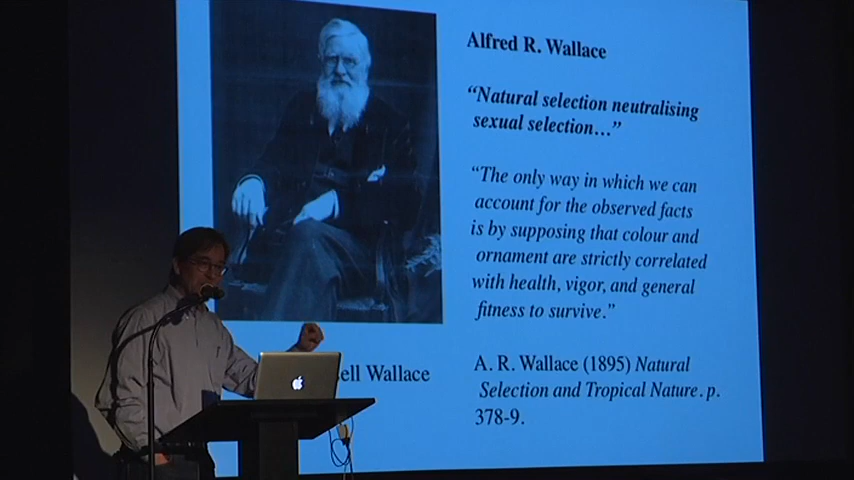 Alfred R. Wallace
“Natural selection neutralising
sexual selection…”
“The only way in which we can
account for the observed facts
is by supposing that colour and
ornament are strictly correlated
with health, vigor, and general
fitness to survive.”
Wallace
A. R. Wallace (1895) Natural
Selection and Tropical Nature. p.
378-9.